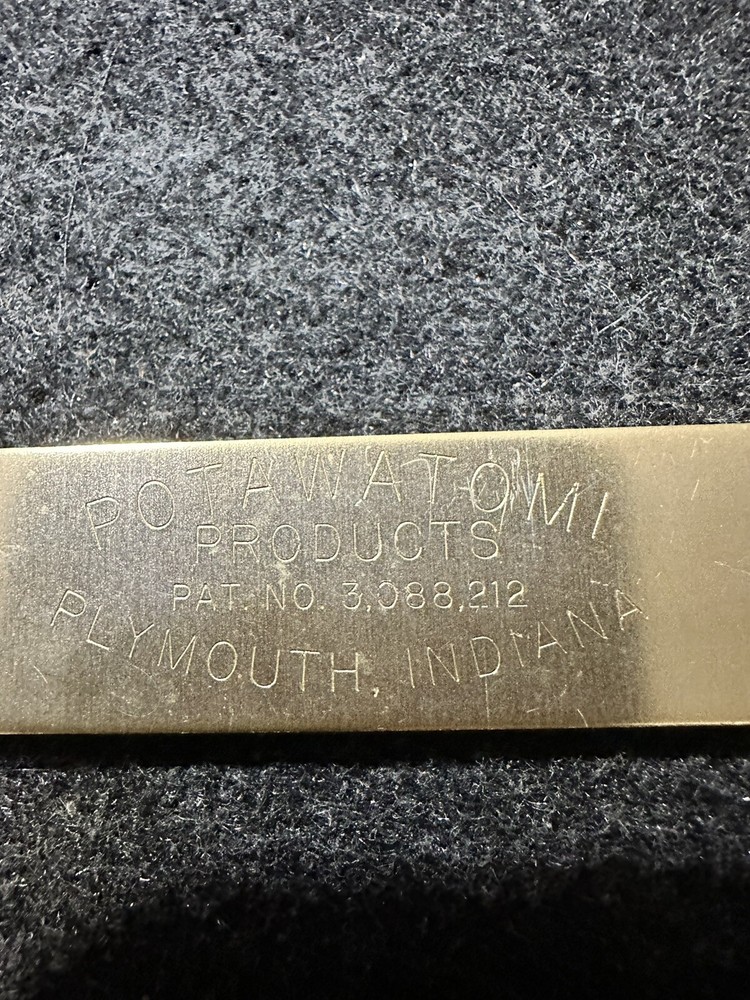 POTAWATOMI
PRODUCTS
PAT. NO. 3,088,212
PLYMOUTH, INDIANA